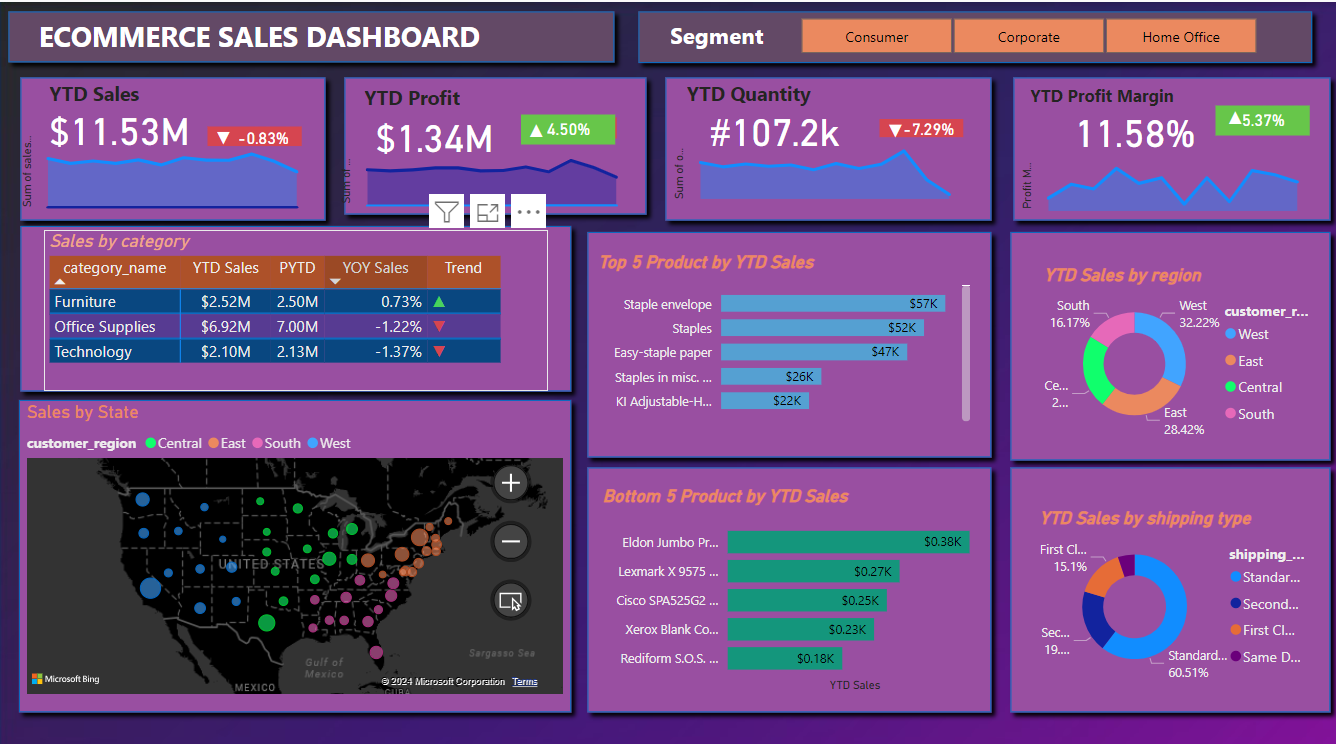 ECOMMERCE SALES DASHBOARD
Segment
Consumer
Corporate
Home Office
YTD Sales
$11.53M
-0.83%
Sum of sales...
YTD Profit
$1.34M
4.50%
Sum of ...
YTD Quantity
#107.2k
-7.29%
Sum of o...
YTD Profit Margin
11.58%
5.37%
Profit M...
Sales by category
category_name YTD Sales PYTD YOY Sales Trend
Furniture $2.52M 2.50M 0.73%
Office Supplies $6.92M 7.00M -1.22%
Technology $2.10M 2.13M -1.37%
Top 5 Product by YTD Sales
Staple envelope $57K
Staples $52K
Easy-staple paper $47K
Staples in misc. ... $26K
KI Adjustable-H... $22K
YTD Sales by region
South
16.17%
West
32.22%
Ce...
2...
East
28.42%
customer_r...
West
East
Central
South
Sales by State
customer_region Central East South West
UNITED STATES
Gulf of
Mexico
Sargasso Sea
MEXICO
CUBA
Microsoft Bing
© 2024 Microsoft Corporation Terms
Bottom 5 Product by YTD Sales
Eldon Jumbo Pr... $0.38K
Lexmark X 9575 ... $0.27K
Cisco SPA525G2 ... $0.25K
Xerox Blank Co... $0.23K
Rediform S.O.S. ... $0.18K
YTD Sales
YTD Sales by shipping type
First Cl...
15.1%
Sec...
19....
Standard...
60.51%
shipping_...
Standar...
Second...
First Cl...
Same D...